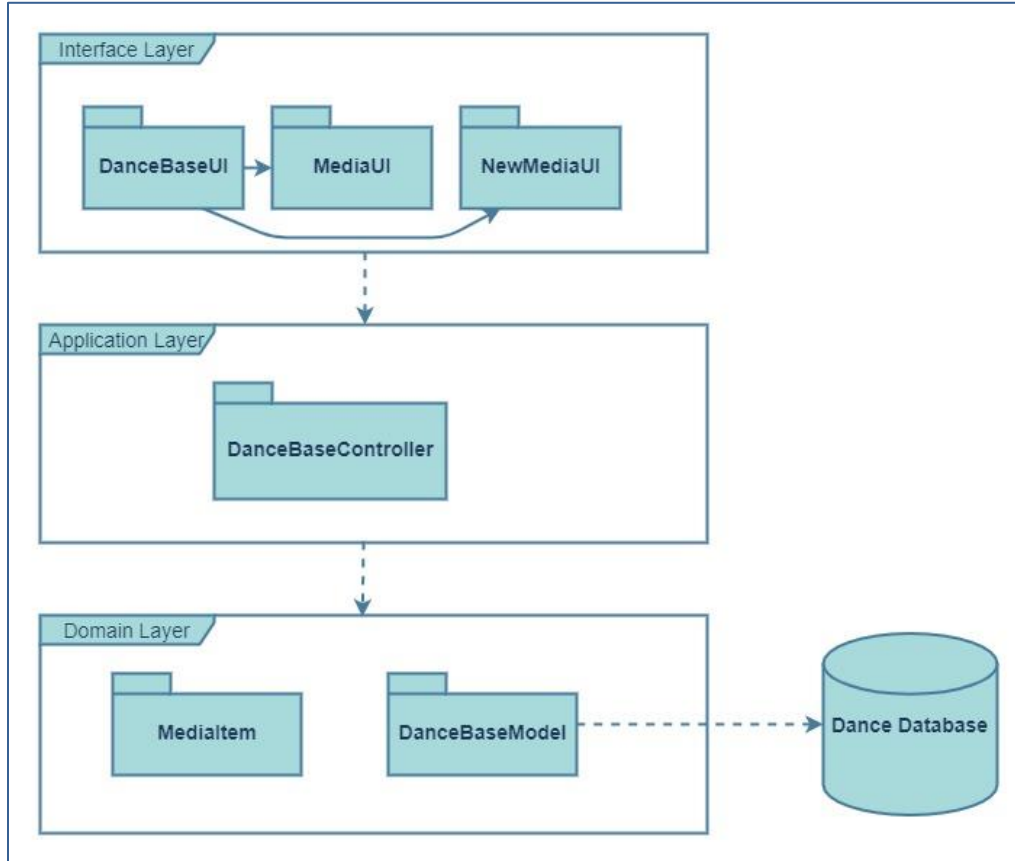 Interface Layer
DanceBaseUI
MediaUI
NewMediaUI
Application Layer
DanceBaseController
Domain Layer
MediaItem
DanceBaseModel
Dance Database